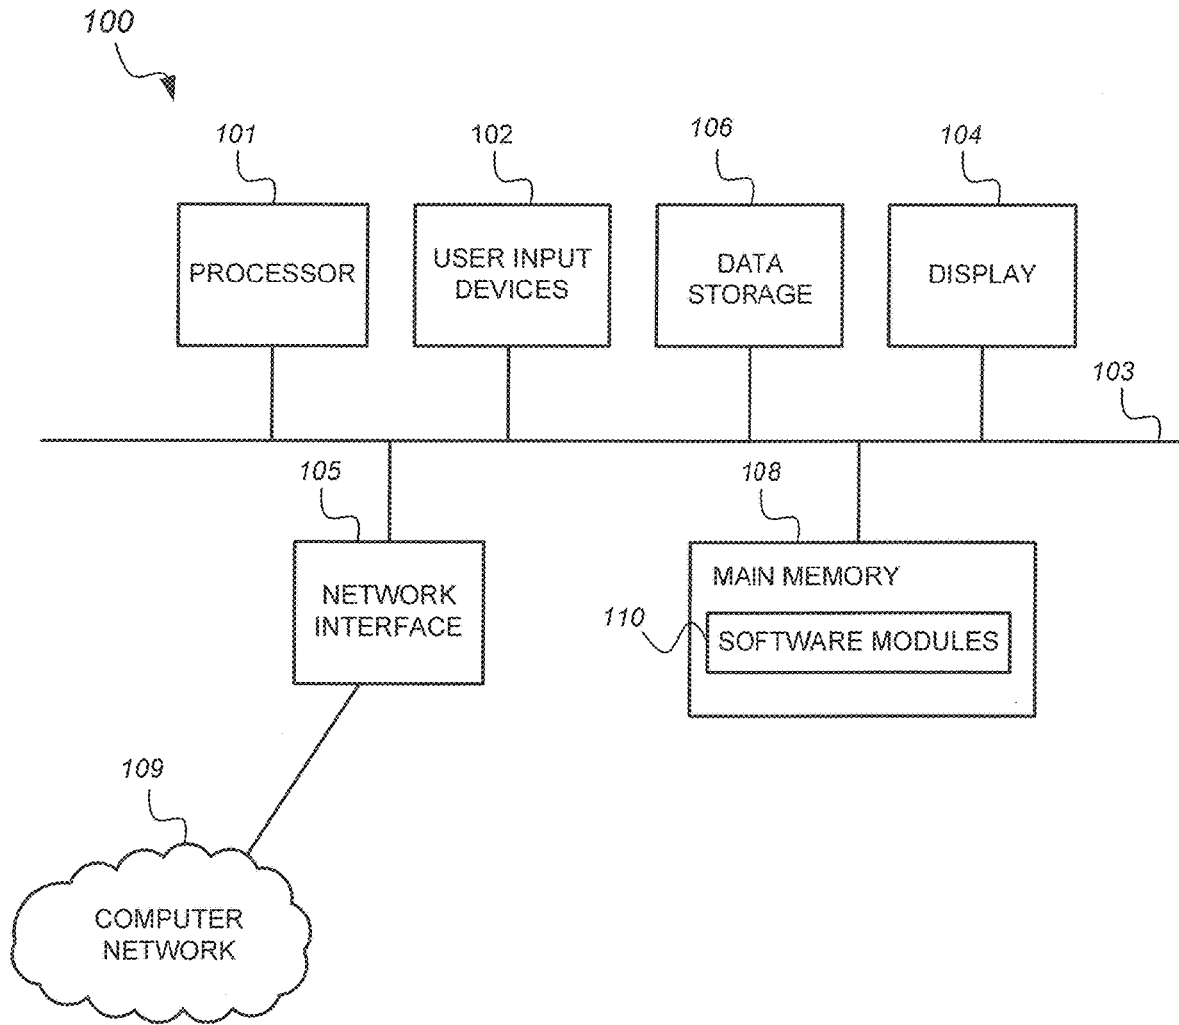 100
101
102
106
104
PROCESSOR
USER INPUT
DEVICES
DATA
STORAGE
DISPLAY
103
105
108
NETWORK
INTERFACE
MAIN MEMORY
110
SOFTWARE MODULES
109
COMPUTER
NETWORK